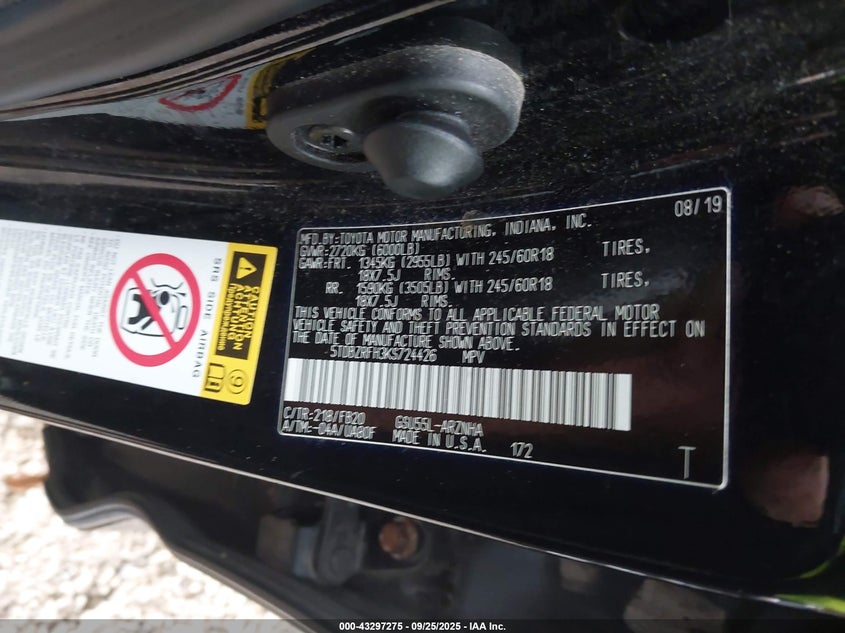 08/19
MFD.BY:TOYOTA MOTOR MANUFACTURING, INDIANA, INC.
GVWR:2720KG (6000LB)
GAWR:FRT. 1345KG (2955LB) WITH 245/60R18 TIRES,
18X7.5J RIMS.
RR. 1590KG (3505LB) WITH 245/60R18 TIRES,
18X7.5J RIMS.
THIS VEHICLE CONFORMS TO ALL APPLICABLE FEDERAL MOTOR
VEHICLE SAFETY AND THEFT PREVENTION STANDARDS IN EFFECT ON
THE DATE OF MANUFACTURE SHOWN ABOVE.
5TDBZRFH3KS724426 MPV
C/TR:218/FB20 GSU55L-ARZNHA
A/TM:-04A/UA80F MADE IN U.S.A. 172
T
SRS SIDE AIRBAG
CAUTION
ATTENTION
ACHTUNG
000-43297275 - 09/25/2025 - IAA Inc.